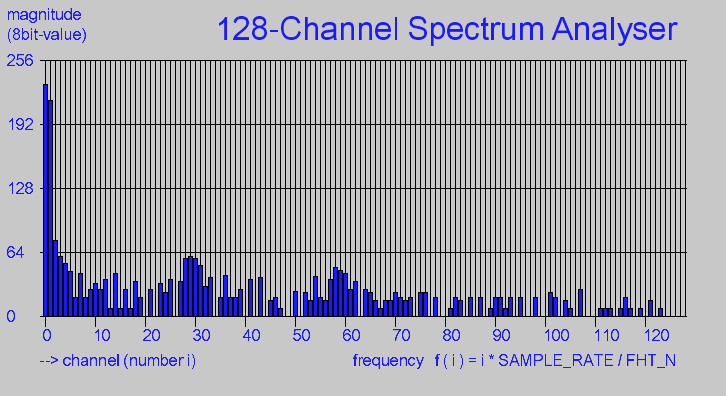 magnitude
(8bit-value)
128-Channel Spectrum Analyser
256
192
128
64
0
0 10 20 30 40 50 60 70 80 90 100 110 120
--> channel (number i)
frequency f ( i ) = i * SAMPLE_RATE / FHT_N